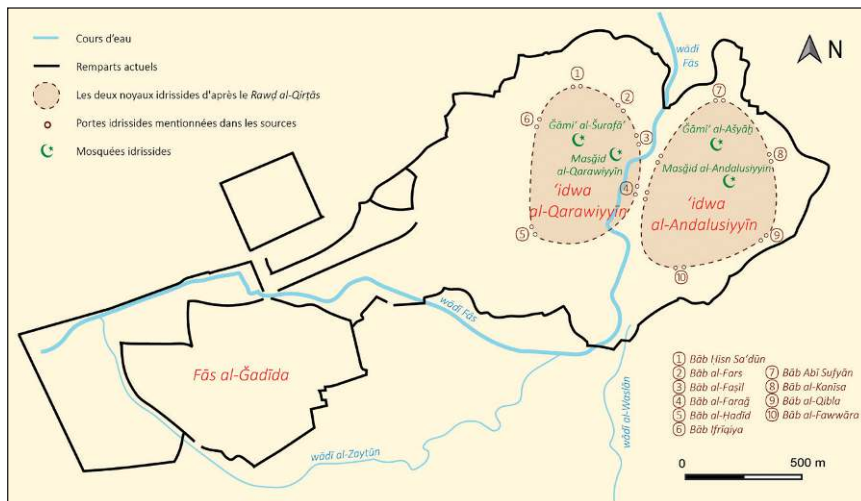 Cours d'eau
Remparts actuels
Les deux noyaux idrissides d'après le Rawḍ al-Qirṭās
Portes idrissides mentionnées dans les sources
Mosquées idrissides
wādī
Fās
N
1
2
3
4
5
6
7
8
9
10
Ǧāmi' al-Šurafā'
Masǧid
al-Qarawiyyīn
'idwa
al-Qarawiyyīn
Ǧāmi' al-Ašyāḫ
Masǧid al-Andalusiyyīn
'idwa
al-Andalusiyyīn
wādī Fās
Fās al-Ǧadīda
wādī al-Zaytūn
wādī al-Waslān
1 Bāb Ḥisn Sa'dūn
2 Bāb al-Fars
3 Bāb al-Faṣīl
4 Bāb al-Faraǧ
5 Bāb al-Ḥadīd
6 Bāb Ifrīqiya
7 Bāb Abī Sufyān
8 Bāb al-Kanīsa
9 Bāb al-Qibla
10 Bāb al-Fawwāra
0 500 m